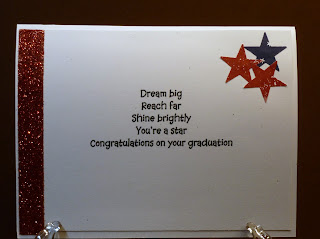 Dream big
Reach far
Shine brightly
You're a star
Congratulations on your graduation